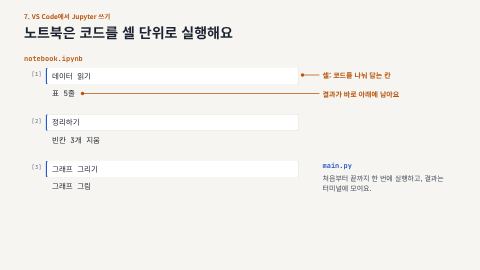 7. VS Code에서 Jupyter 쓰기
노트북은 코드를 셀 단위로 실행해요
notebook.ipynb
[1] 데이터 읽기
셀: 코드를 나눠 담는 칸
표 5줄
결과가 바로 아래에 남아요
[2] 정리하기
빈칸 3개 지움
[3] 그래프 그리기
그래프 그림
main.py
처음부터 끝까지 한 번에 실행하고, 결과는
터미널에 모여요.